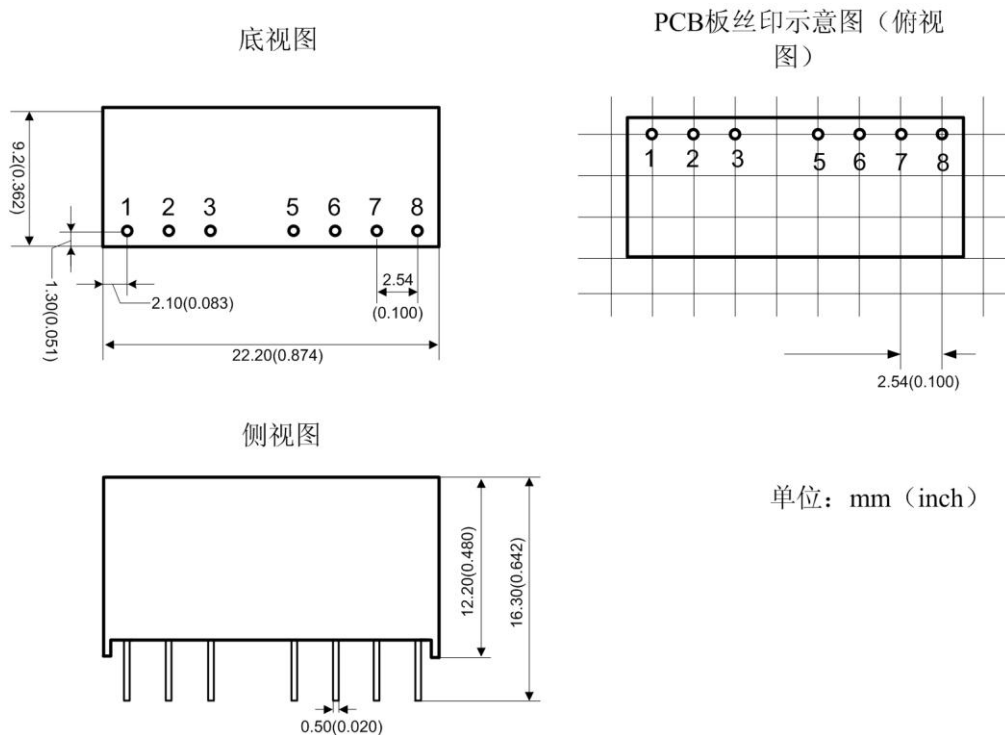 底视图
PCB板丝印示意图（俯视
图）
9.2(0.362)
1 2 3 5 6 7 8
1.30(0.051)
2.10(0.083)
2.54
(0.100)
22.20(0.874)
1 2 3 5 6 7 8
2.54(0.100)
侧视图
12.20(0.480)
16.30(0.642)
0.50(0.020)
单位：mm（inch）